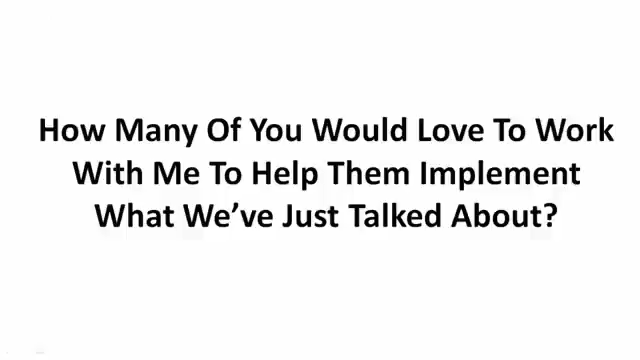 How Many Of You Would Love To Work
With Me To Help Them Implement
What We’ve Just Talked About?